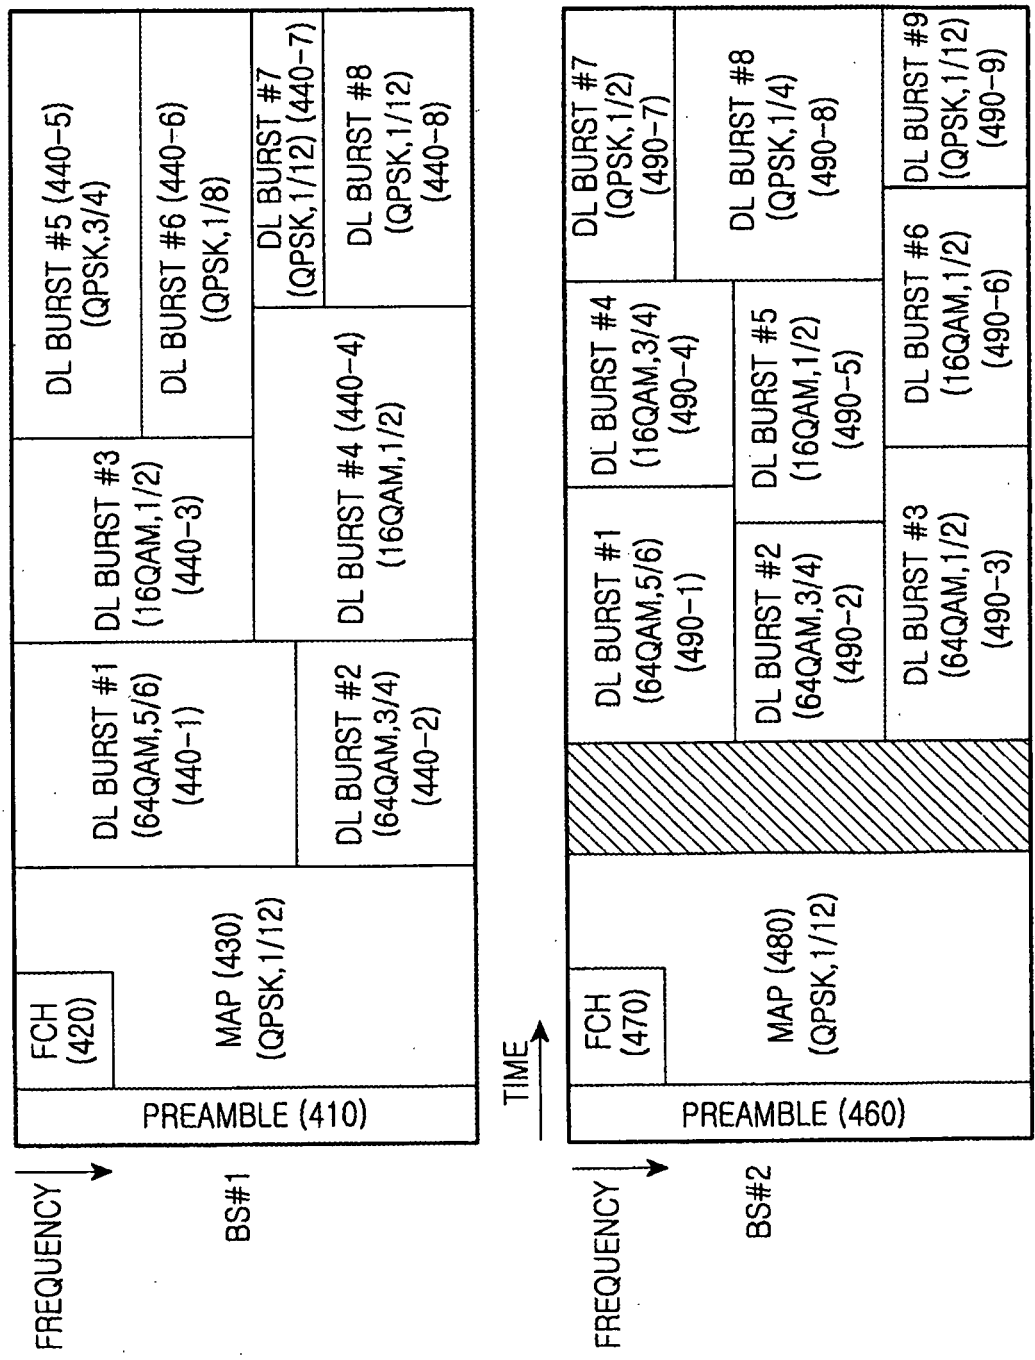 FREQUENCY
BS#1
PREAMBLE (410)
FCH
(420)
MAP (430)
(QPSK,1/12)
DL BURST #1
(64QAM,5/6)
(440-1)
DL BURST #2
(64QAM,3/4)
(440-2)
DL BURST #3
(16QAM,1/2)
(440-3)
DL BURST #4 (440-4)
(16QAM,1/2)
DL BURST #5 (440-5)
(QPSK,3/4)
DL BURST #6 (440-6)
(QPSK,1/8)
DL BURST #7
(QPSK,1/12) (440-7)
DL BURST #8
(QPSK,1/12)
(440-8)
TIME
FREQUENCY
BS#2
PREAMBLE (460)
FCH
(470)
MAP (480)
(QPSK,1/12)
DL BURST #1
(64QAM,5/6)
(490-1)
DL BURST #2
(64QAM,3/4)
(490-2)
DL BURST #3
(64QAM,1/2)
(490-3)
DL BURST #4
(16QAM,3/4)
(490-4)
DL BURST #5
(16QAM,1/2)
(490-5)
DL BURST #6
(16QAM,1/2)
(490-6)
DL BURST #7
(QPSK,1/2)
(490-7)
DL BURST #8
(QPSK,1/4)
(490-8)
DL BURST #9
(QPSK,1/12)
(490-9)